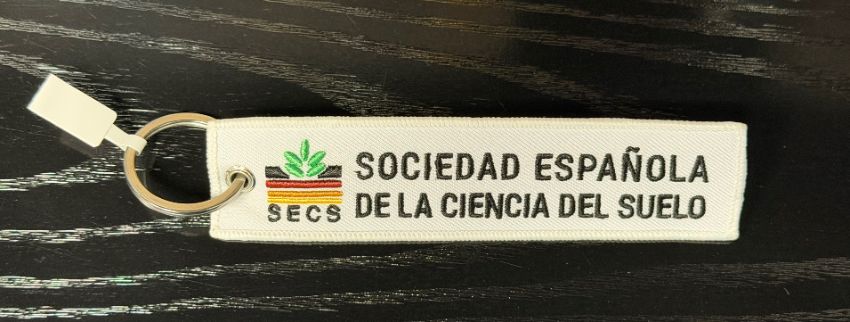 SOCIEDAD ESPAÑOLA
DE LA CIENCIA DEL SUELO
SECS